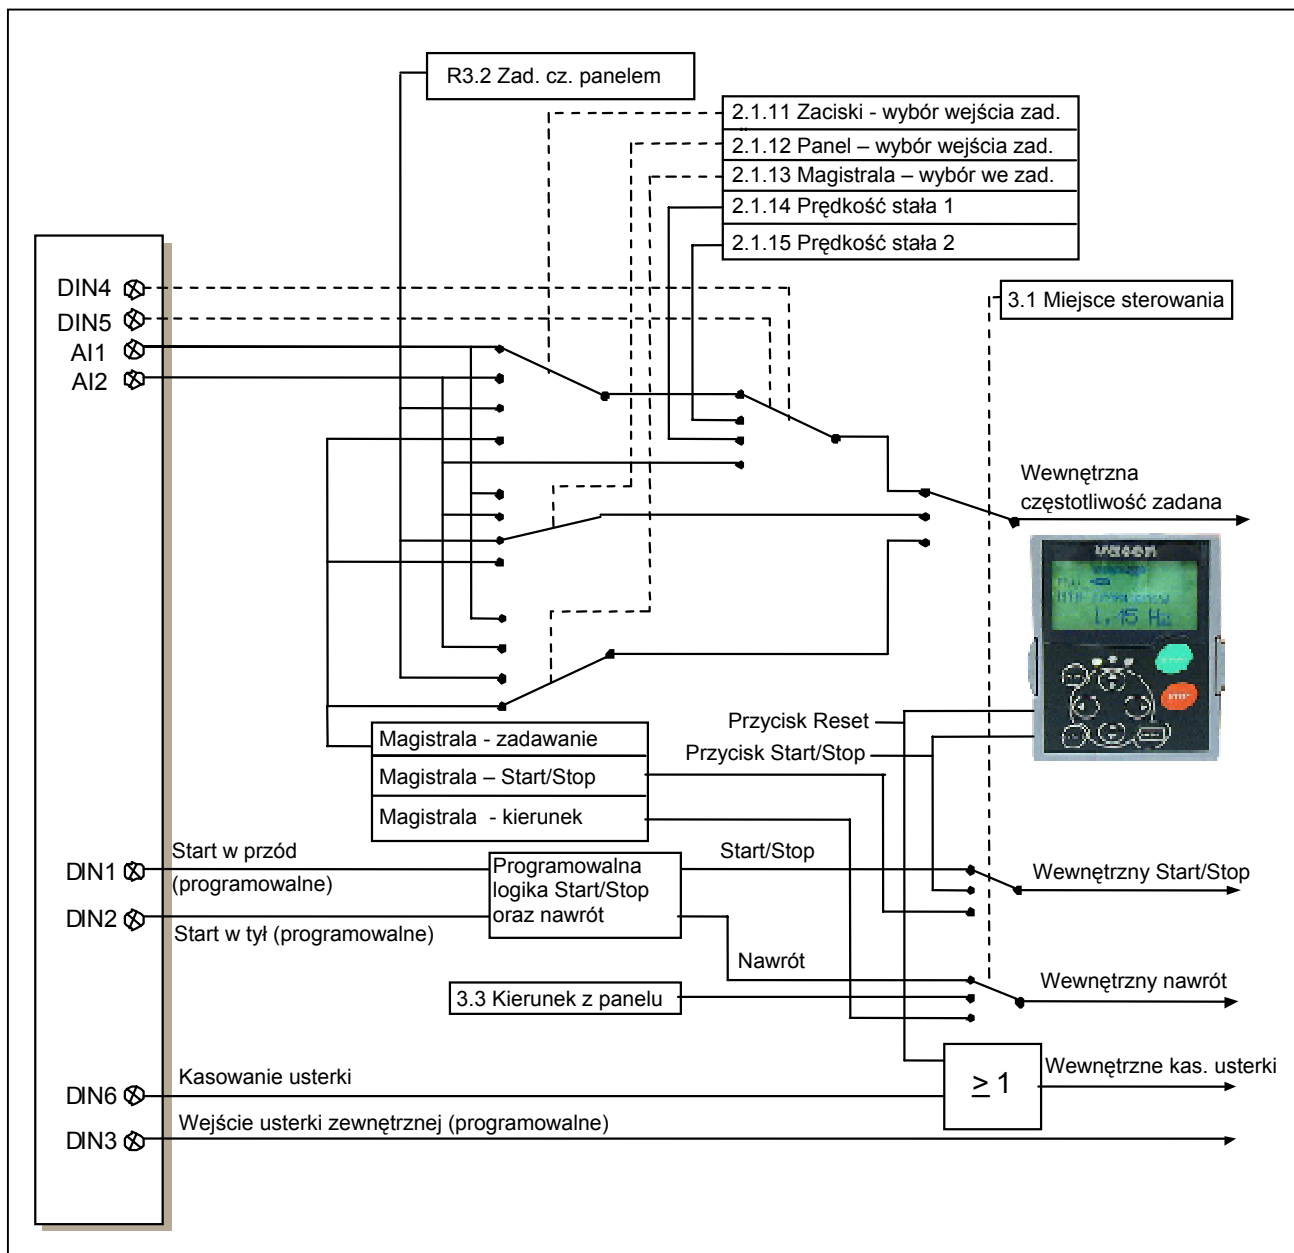 R3.2 Zad. cz. panelem
2.1.11 Zaciski - wybór wejścia zad.
2.1.12 Panel – wybór wejścia zad.
2.1.13 Magistrala – wybór we zad.
2.1.14 Prędkość stała 1
2.1.15 Prędkość stała 2
3.1 Miejsce sterowania
DIN4
DIN5
AI1
AI2
Wewnętrzna
częstotliwość zadana
vacon
1,45 Hz
Przycisk Reset
Przycisk Start/Stop
Magistrala - zadawanie
Magistrala – Start/Stop
Magistrala - kierunek
DIN1
Start w przód
(programowalne)
DIN2
Start w tył (programowalne)
Programowalna
logika Start/Stop
oraz nawrót
Start/Stop
Wewnętrzny Start/Stop
Nawrót
Wewnętrzny nawrót
3.3 Kierunek z panelu
DIN6
Kasowanie usterki
≥ 1
Wewnętrzne kas. usterki
DIN3
Wejście usterki zewnętrznej (programowalne)